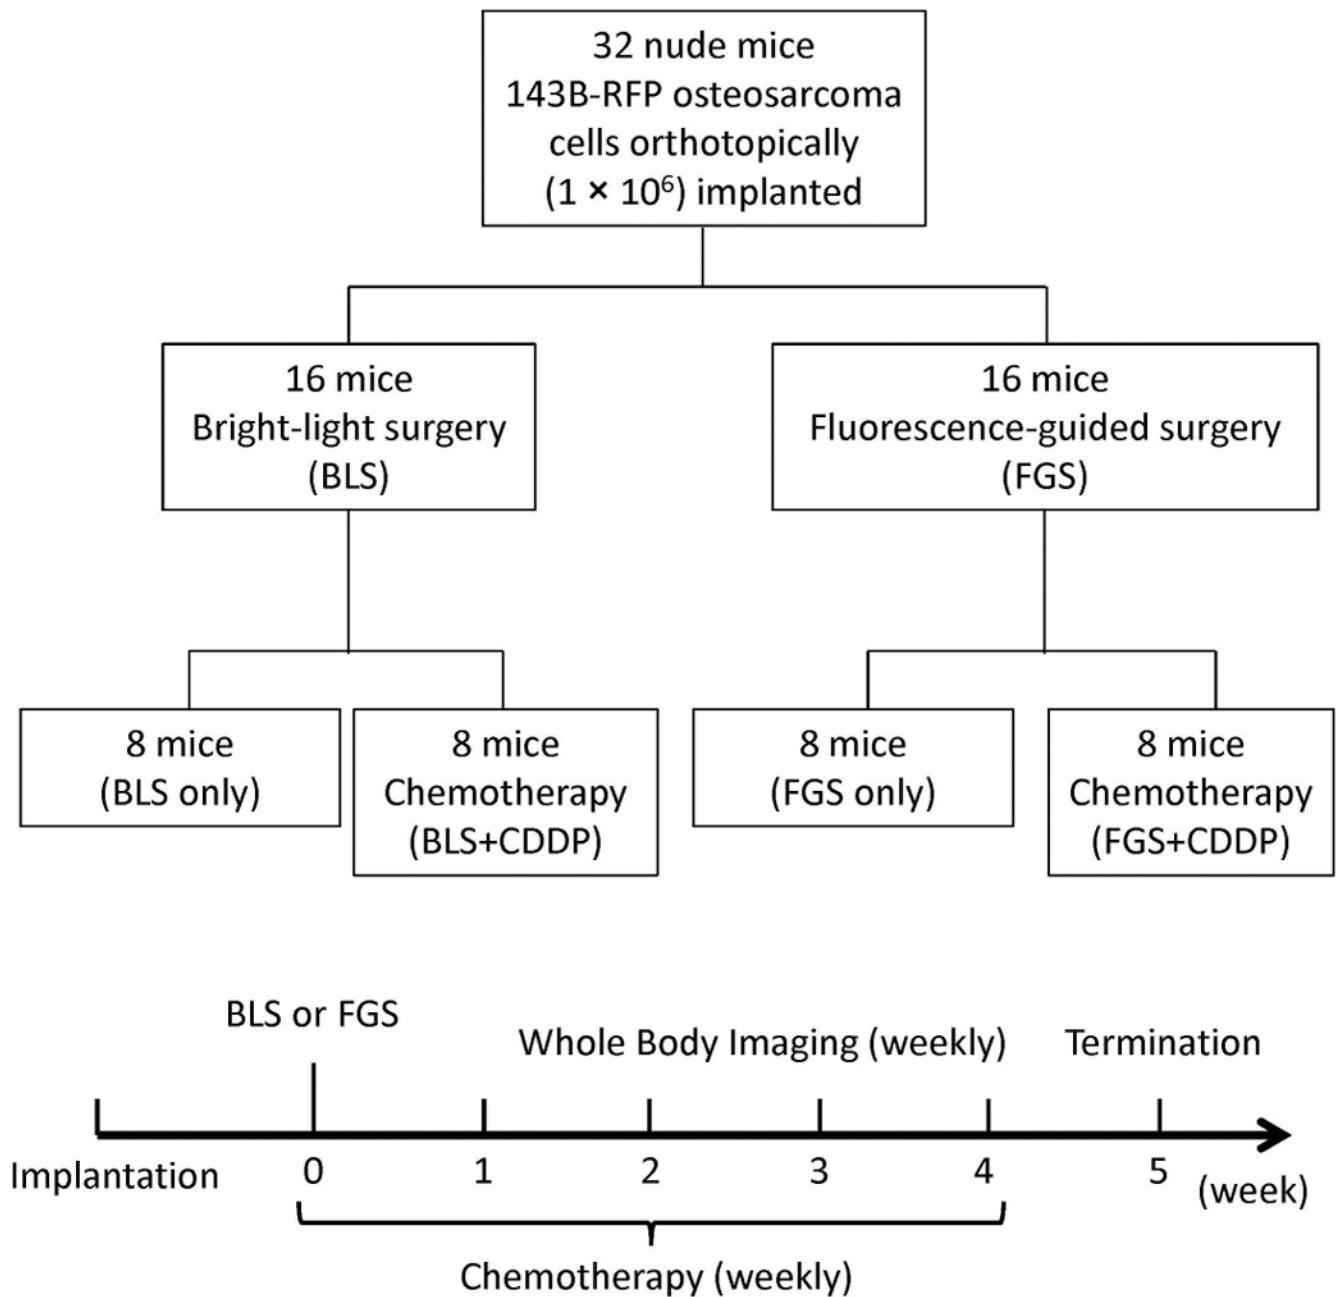 32 nude mice
143B-RFP osteosarcoma
cells orthotopically
(1 × 10⁶) implanted
16 mice
Bright-light surgery
(BLS)
16 mice
Fluorescence-guided surgery
(FGS)
8 mice
(BLS only)
8 mice
Chemotherapy
(BLS+CDDP)
8 mice
(FGS only)
8 mice
Chemotherapy
(FGS+CDDP)
BLS or FGS
Whole Body Imaging (weekly)
Termination
Implantation
0
1
2
3
4
5
(week)
Chemotherapy (weekly)